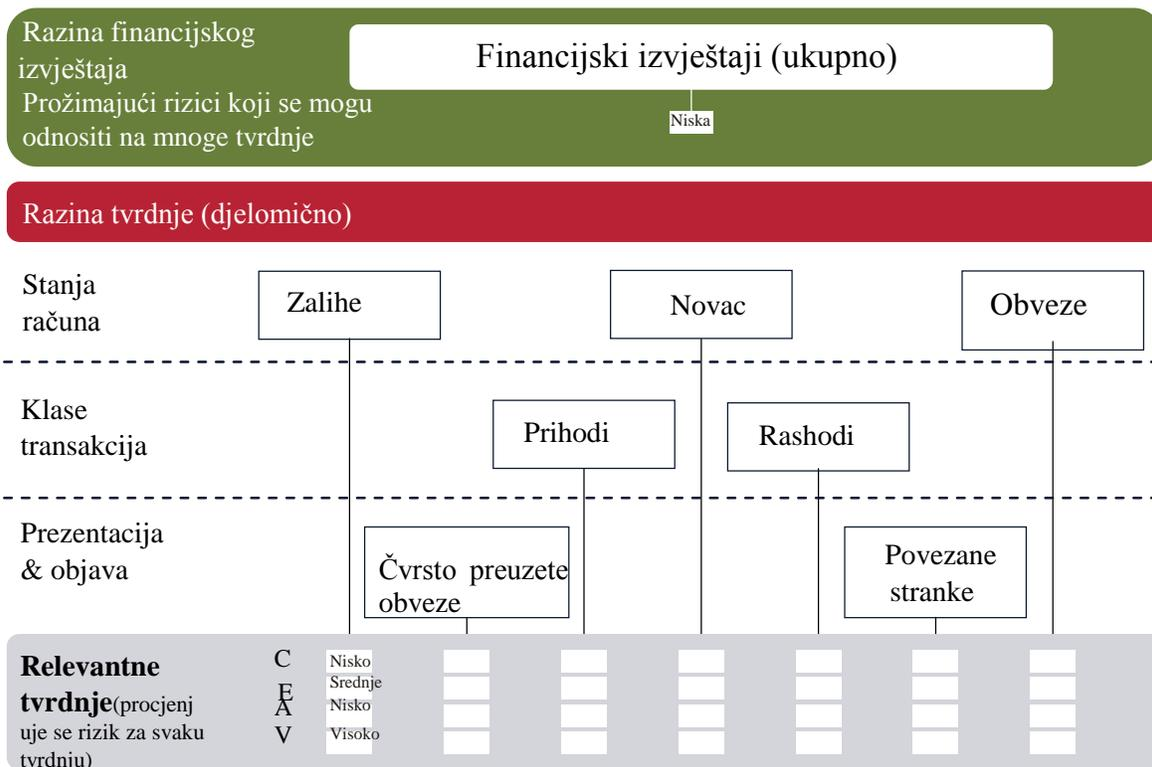 Razina financijskog
izvještaja
Prožimajući rizici koji se mogu
odnositi na mnoge tvrdnje
Financijski izvještaji (ukupno)
Niska
Razina tvrdnje (djelomično)
Stanja
računa
Zalihe
Novac
Obveze
Klase
transakcija
Prihodi
Rashodi
Prezentacija
& objava
Čvrsto preuzete
obveze
Povezane
stranke
Relevantne
tvrdnje(procjenj
uje se rizik za svaku
tvrdnju)
C Nisko
E Srednje
A Nisko
V Visoko